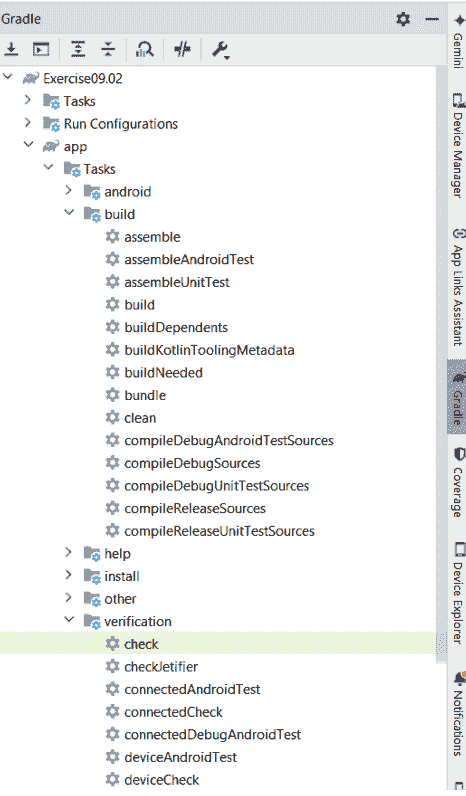 Gradle
Exercise09.02
Tasks
Run Configurations
app
Tasks
android
build
assemble
assembleAndroidTest
assembleUnitTest
build
buildDependents
buildKotlinToolingMetadata
buildNeeded
bundle
clean
compileDebugAndroidTestSources
compileDebugSources
compileDebugUnitTestSources
compileReleaseSources
compileReleaseUnitTestSources
help
install
other
verification
check
checkJetifier
connectedAndroidTest
connectedCheck
connectedDebugAndroidTest
deviceAndroidTest
deviceCheck
Gemini
Device Manager
App Links Assistant
Gradle
Coverage
Device Explorer
Notifications